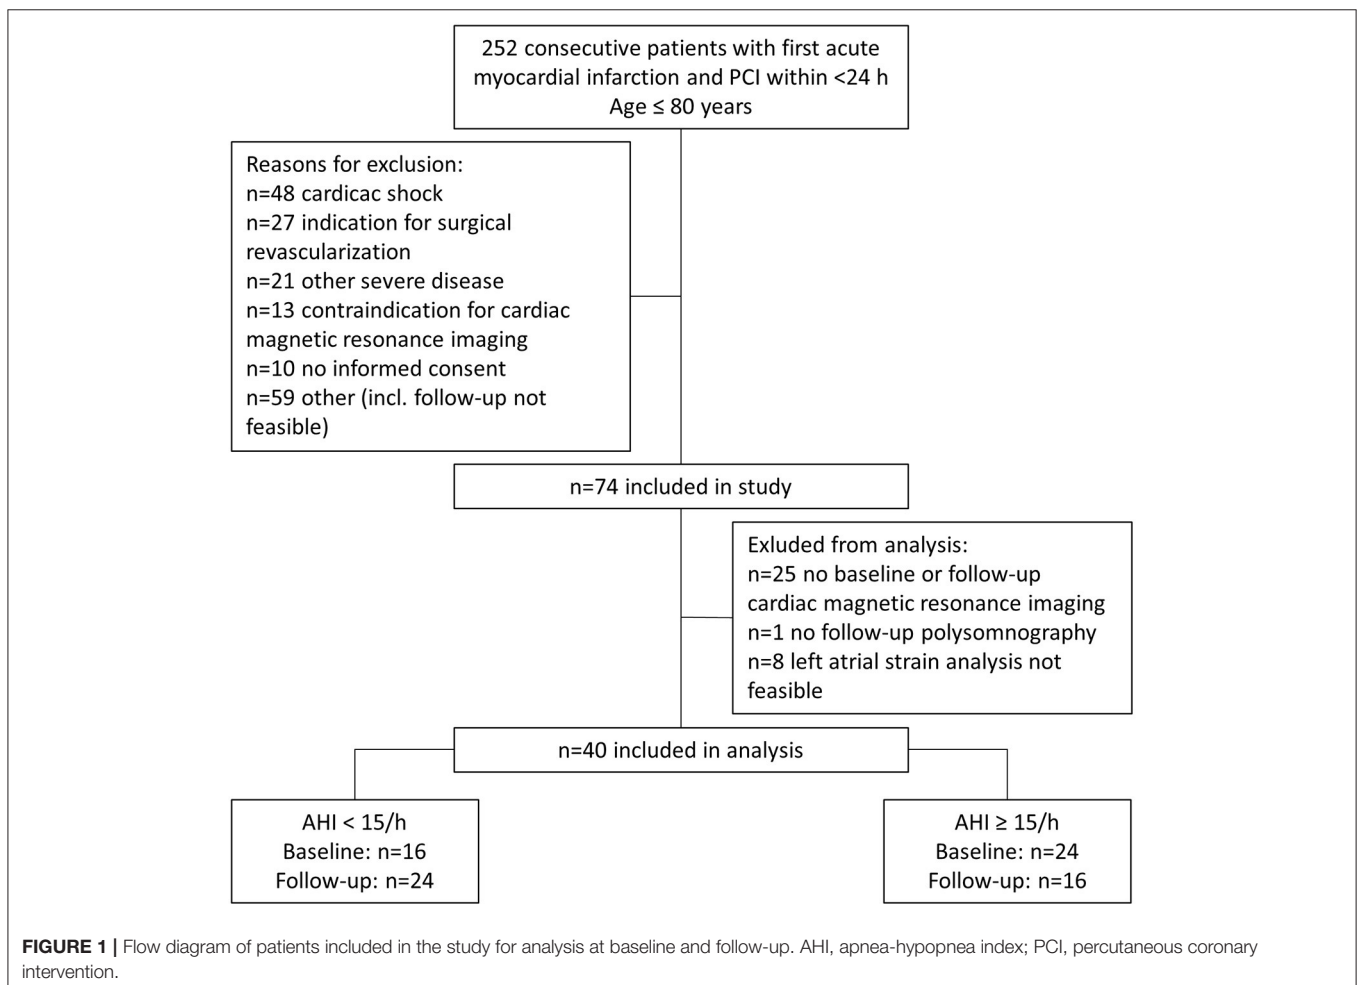 252 consecutive patients with first acute
myocardial infarction and PCI within <24 h
Age ≤ 80 years
Reasons for exclusion:
n=48 cardicac shock
n=27 indication for surgical
revascularization
n=21 other severe disease
n=13 contraindication for cardiac
magnetic resonance imaging
n=10 no informed consent
n=59 other (incl. follow-up not
feasible)
n=74 included in study
Exluded from analysis:
n=25 no baseline or follow-up
cardiac magnetic resonance imaging
n=1 no follow-up polysomnography
n=8 left atrial strain analysis not
feasible
n=40 included in analysis
AHI < 15/h
Baseline: n=16
Follow-up: n=24
AHI ≥ 15/h
Baseline: n=24
Follow-up: n=16
FIGURE 1 | Flow diagram of patients included in the study for analysis at baseline and follow-up. AHI, apnea-hypopnea index; PCI, percutaneous coronary
intervention.